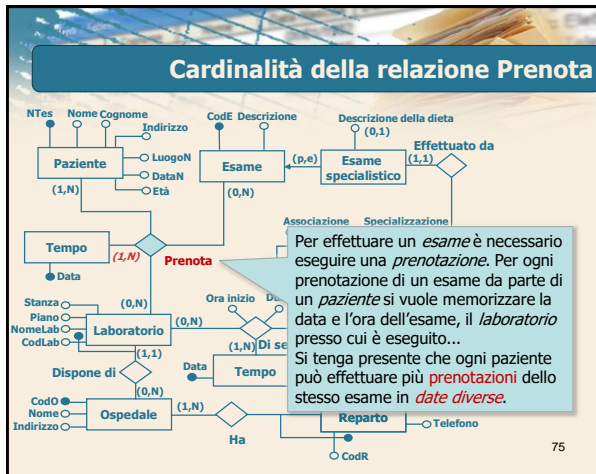 Cardinalità della relazione Prenota
NTes Nome Cognome
Indirizzo
CodE Descrizione
Descrizione della dieta
(0,1)
Effettuato da
Paziente
LuogoN
DataN
Età
Esame
(p,e)
Esame
specialistico
(1,1)
(1,N)
(0,N)
Associazione Specializzazione
Tempo
(1,N)
Prenota
Data
Per effettuare un esame è necessario
eseguire una prenotazione. Per ogni
prenotazione di un esame da parte di
un paziente si vuole memorizzare la
data e l'ora dell'esame, il laboratorio
presso cui è eseguito...
Si tenga presente che ogni paziente
può effettuare più prenotazioni dello
stesso esame in date diverse.
Stanza
Piano
NomeLab
CodLab
(0,N)
Laboratorio
(0,N)
Ora inizio
(1,1)
(1,N)
Di se
Dispone di
Data
Tempo
(0,N)
CodO
Nome
Indirizzo
Ospedale
(1,N)
Ha
Reparto
Telefono
CodR
75